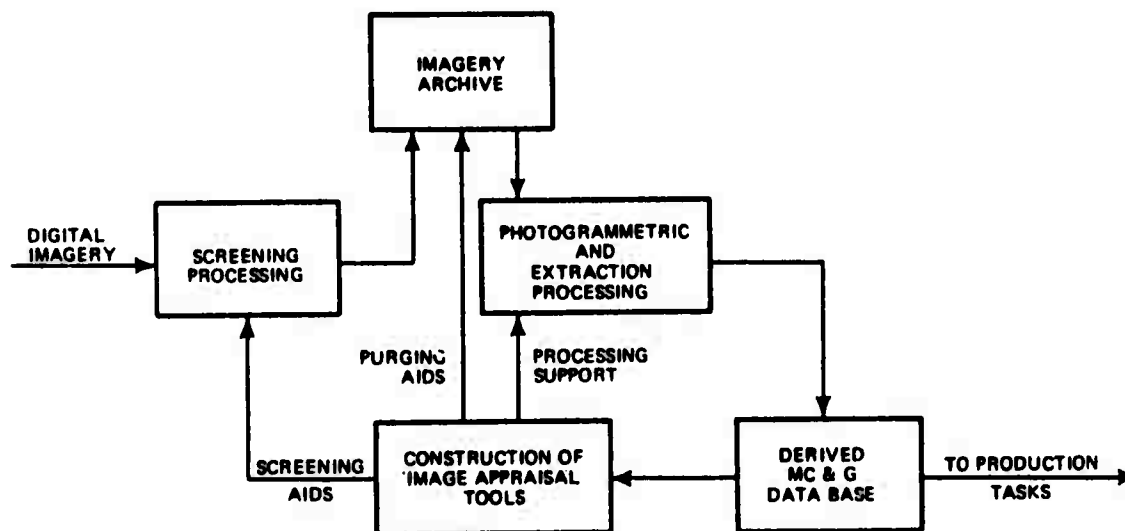 IMAGERY
ARCHIVE
DIGITAL
IMAGERY
SCREENING
PROCESSING
PHOTOGRAMMETRIC
AND
EXTRACTION
PROCESSING
PURGING
AIDS
PROCESSING
SUPPORT
SCREENING
AIDS
CONSTRUCTION OF
IMAGE APPRAISAL
TOOLS
DERIVED
MC & G
DATA BASE
TO PRODUCTION
TASKS